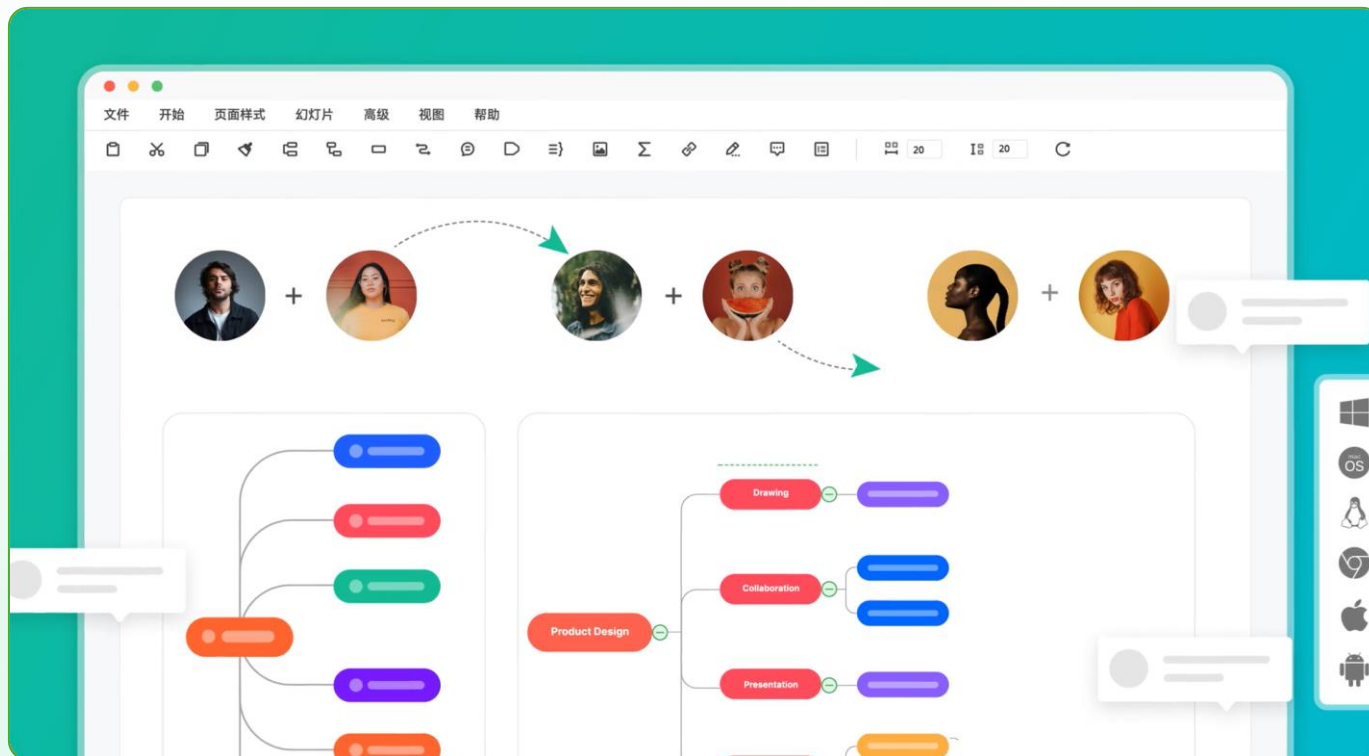 文件 开始 页面样式 幻灯片 高级 视图 帮助
20 20
Drawing
Collaboration
Product Design
Presentation
OS